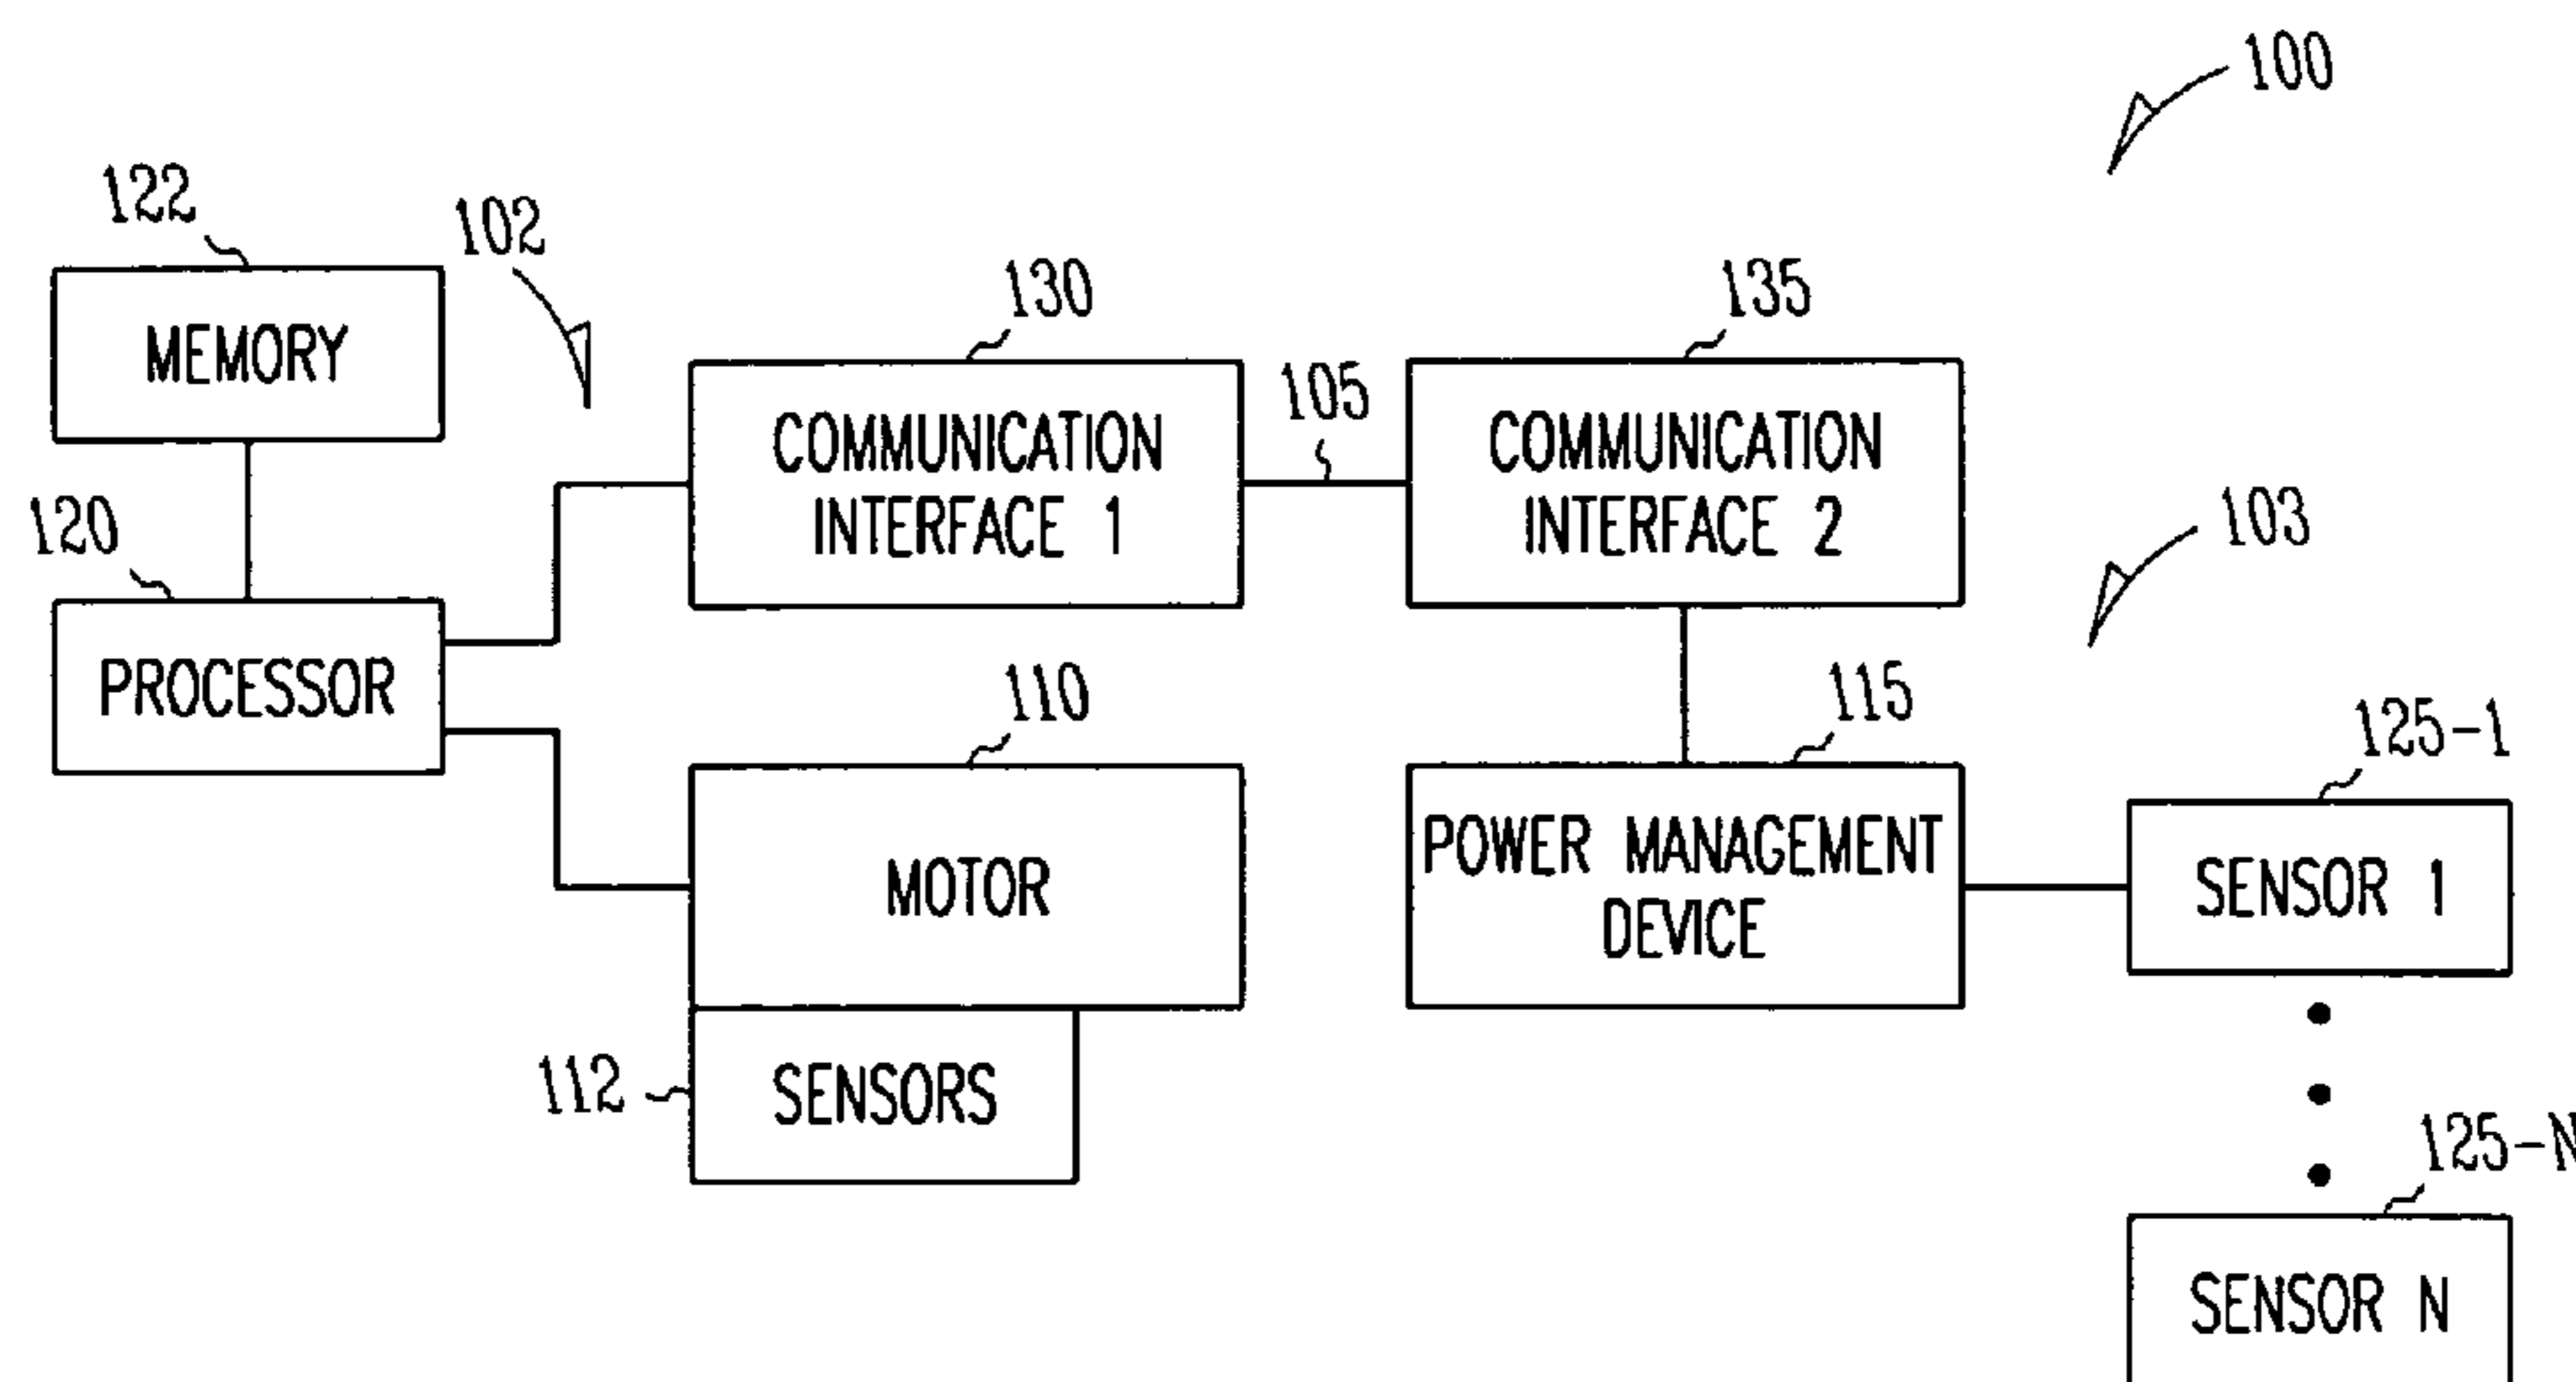 100
122
102
MEMORY
130
135
105
COMMUNICATION
INTERFACE 1
COMMUNICATION
INTERFACE 2
120
PROCESSOR
103
110
115
125-1
MOTOR
POWER MANAGEMENT
DEVICE
SENSOR 1
112
SENSORS
125-N
SENSOR N